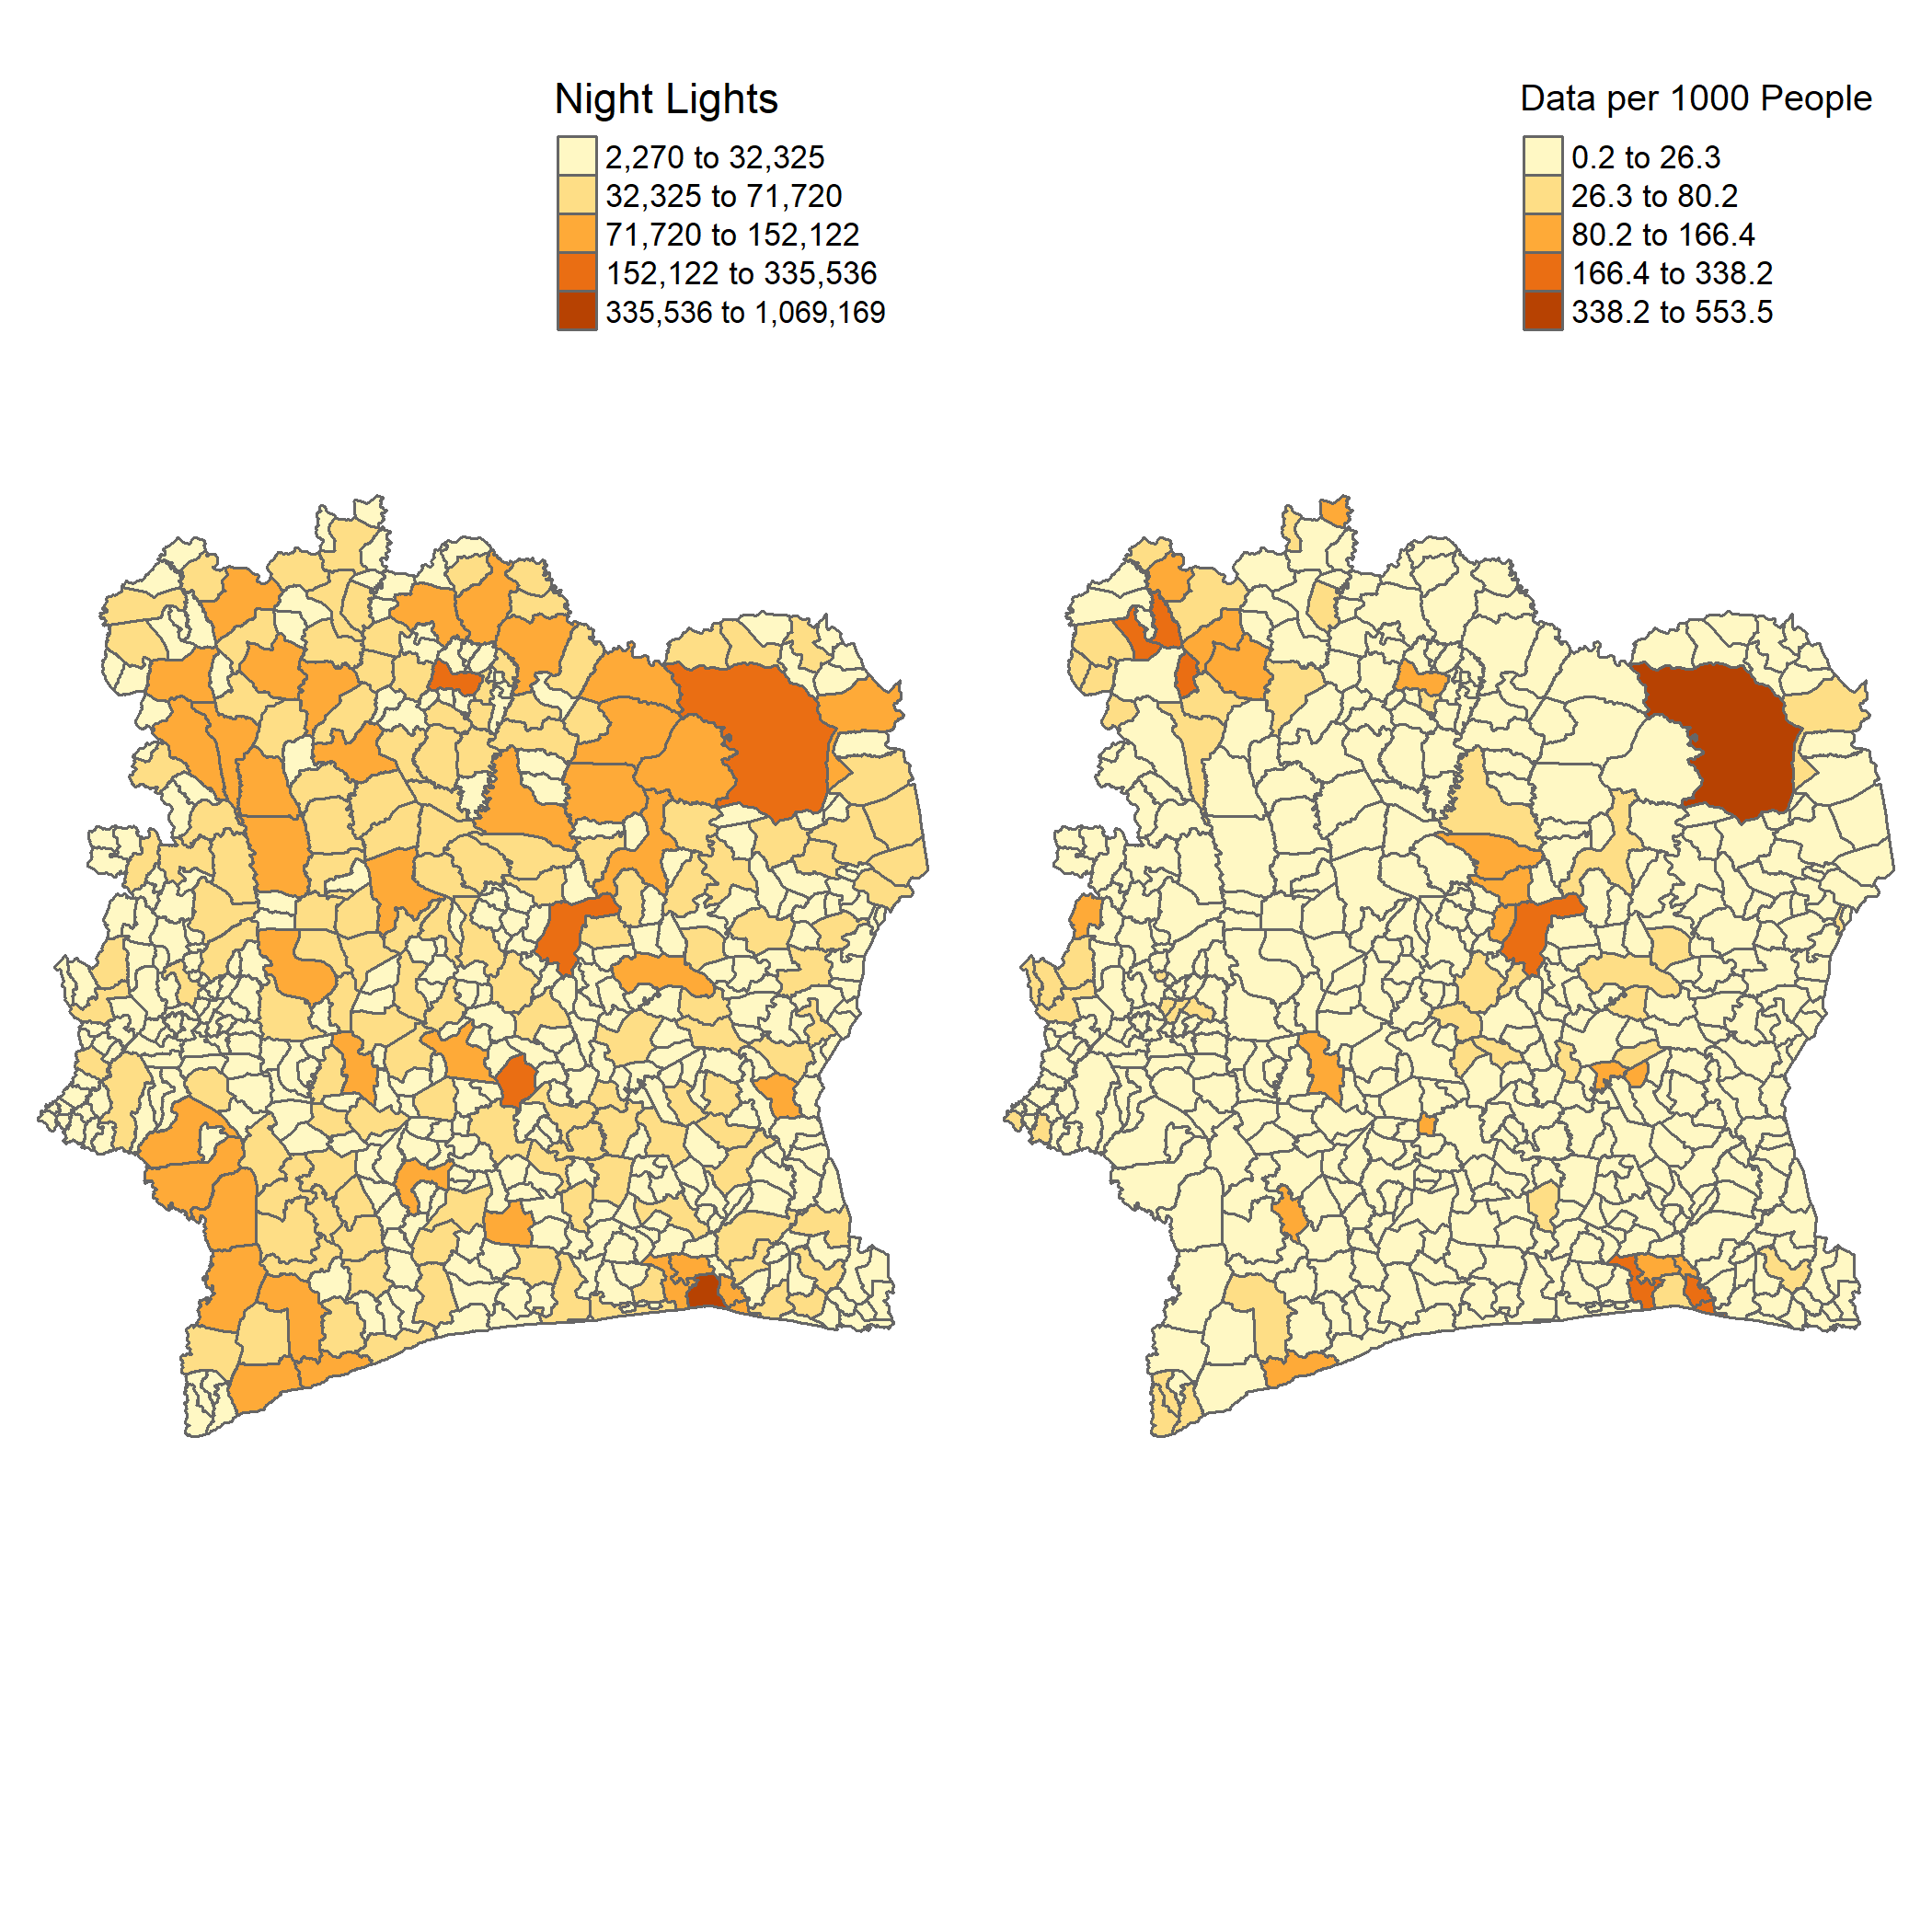 Night Lights
2,270 to 32,325
32,325 to 71,720
71,720 to 152,122
152,122 to 335,536
335,536 to 1,069,169
Data per 1000 People
0.2 to 26.3
26.3 to 80.2
80.2 to 166.4
166.4 to 338.2
338.2 to 553.5